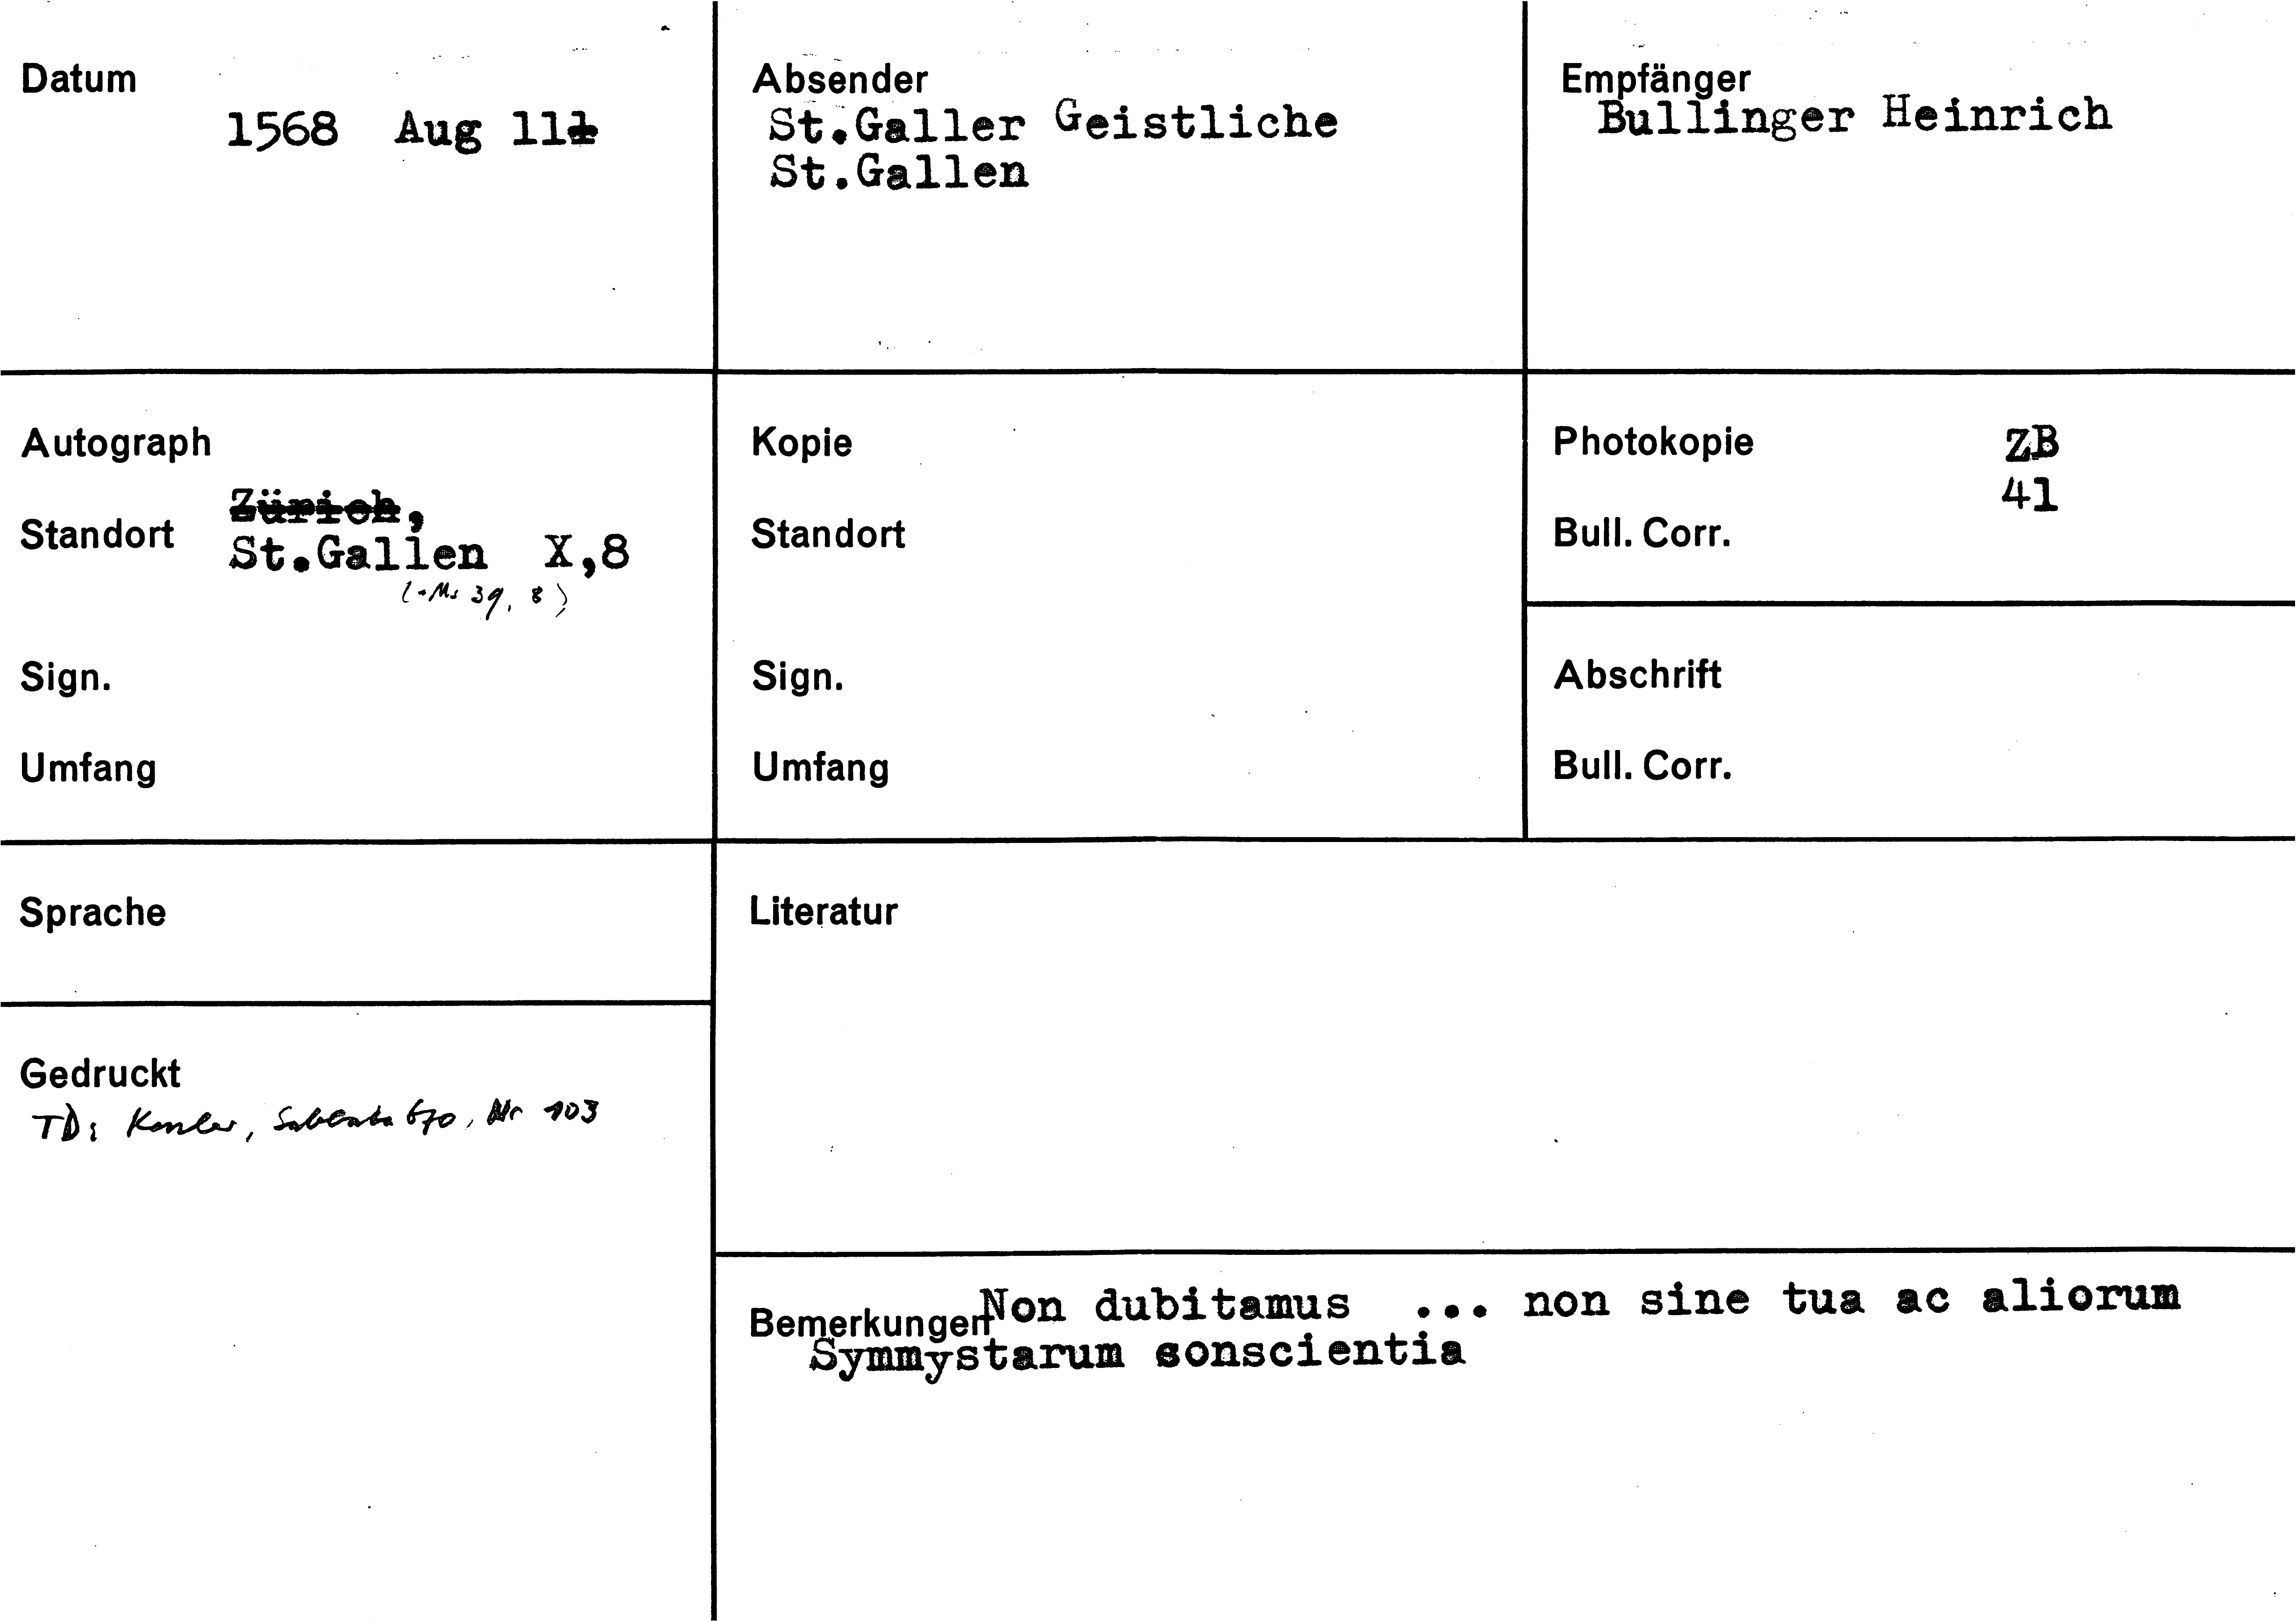 Datum
1568 Aug 111
Absender
St.Galler Geistliche
St.Gallen
Empfänger
Bullinger Heinrich
Autograph
Standort
Zürich,
St.Gallen X,8
(=Ms 39, 8)
Sign.
Umfang
Kopie
Standort
Sign.
Umfang
Photokopie ZB
41
Bull. Corr.
Abschrift
Bull. Corr.
Sprache
Gedruckt
TD: Kessler, Sabbata 670, Nr 103
Literatur
Bemerkungen Non dubitamus ... non sine tua ac aliorum
Symmystarum conscientia